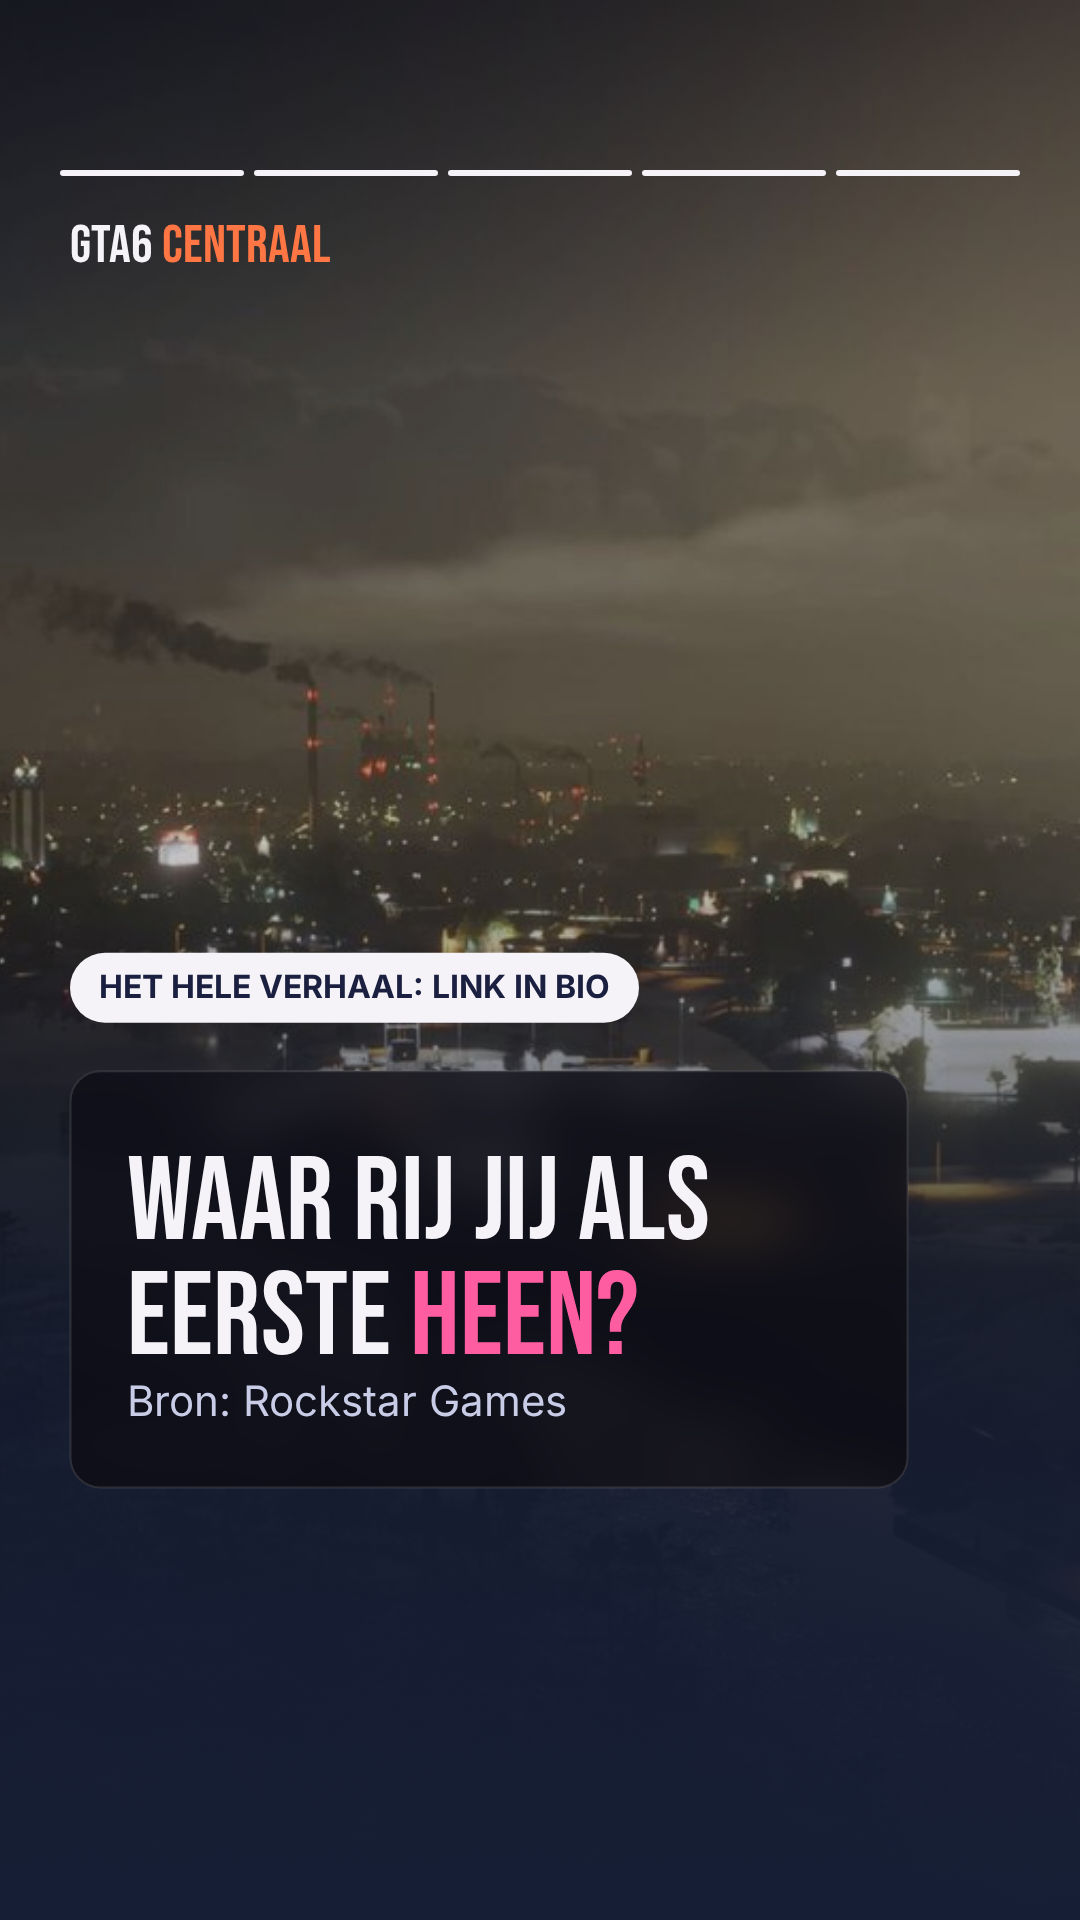 GTA6 CENTRAAL
HET HELE VERHAAL: LINK IN BIO
WAAR RIJ JIJ ALS
EERSTE HEEN?
Bron: Rockstar Games